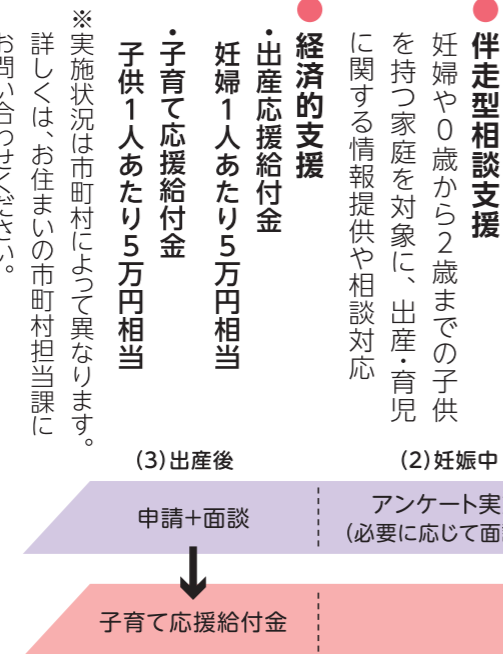 ●伴走型相談支援
妊婦や0歳から2歳までの子供
を持つ家庭を対象に、出産・育児
に関する情報提供や相談対応
●経済的支援
・出産応援給付金
妊婦1人あたり5万円相当
・子育て応援給付金
子供1人あたり5万円相当
※実施状況は市町村によって異なります。
詳しくは、お住まいの市町村担当課に
お問い合わせください。
(3)出産後
(2)妊娠中
申請+面談
アンケート実
(必要に応じて面
子育て応援給付金